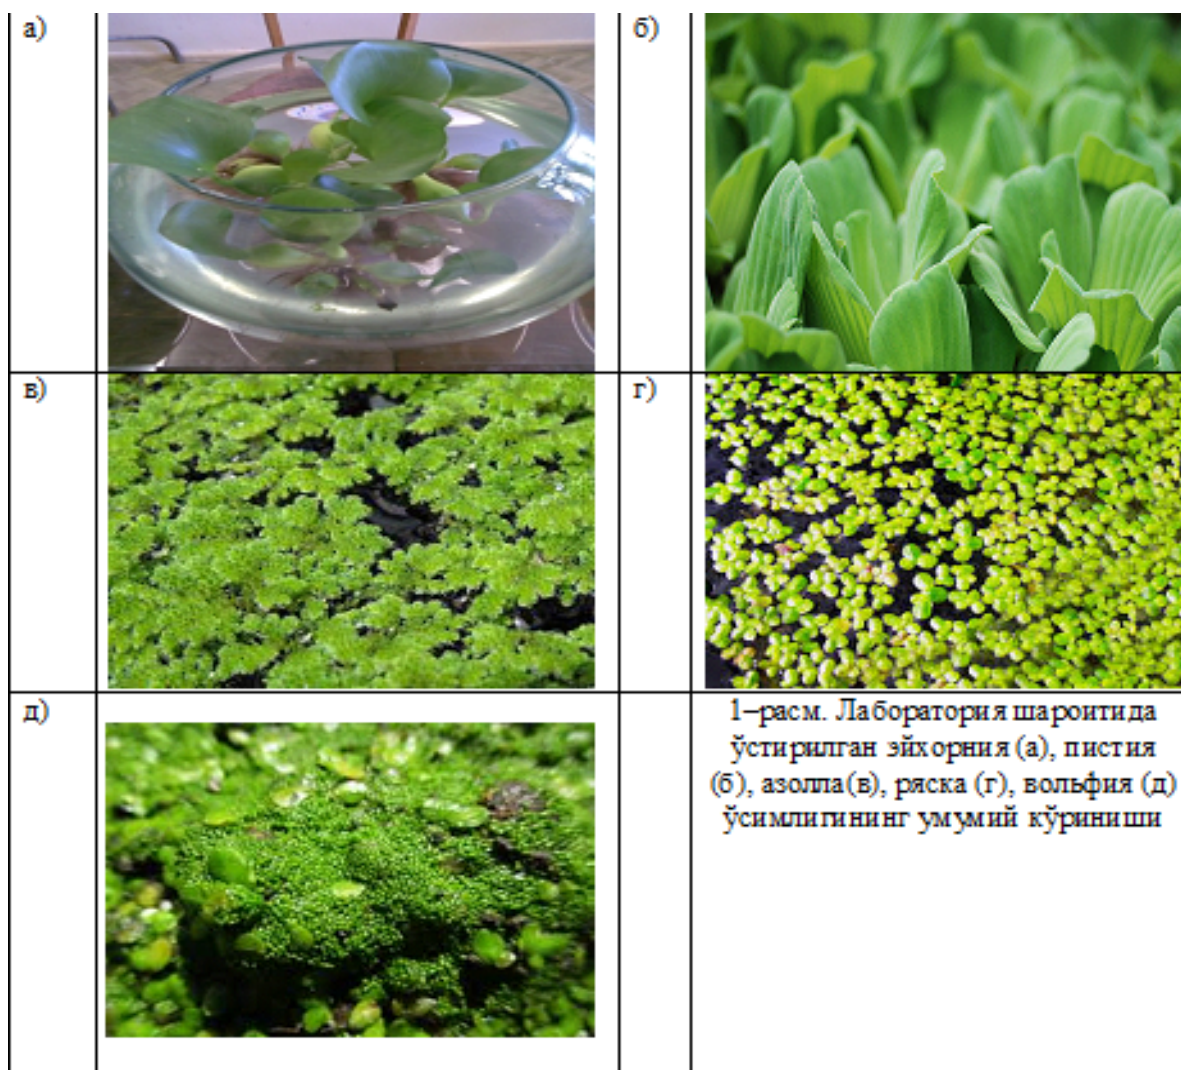 а)
б)
в)
г)
д)
1–расм. Лаборатория шароитида
ўстирилган эйхорния (а), пистия
(б), азолла(в), ряска (г), вольфия (д)
ўсимлигининг умумий кўриниши